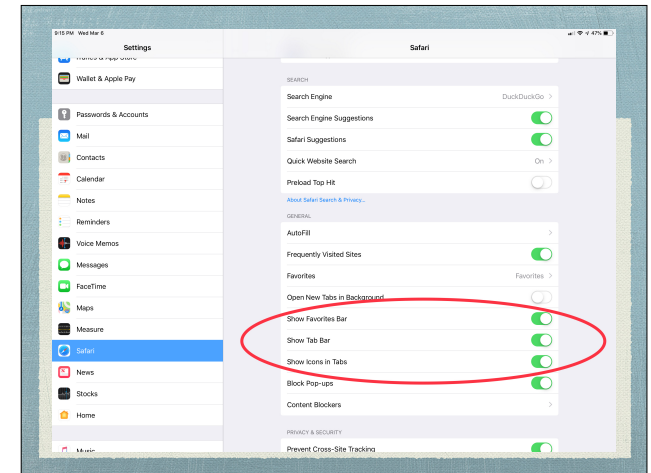 9:15 PM Wed Mar 6
47%
Settings
Safari
iTunes & App Store
Wallet & Apple Pay
Passwords & Accounts
Mail
Contacts
Calendar
Notes
Reminders
Voice Memos
Messages
FaceTime
Maps
Measure
Safari
News
Stocks
Home
Music
SEARCH
Search Engine DuckDuckGo
Search Engine Suggestions
Safari Suggestions
Quick Website Search On
Preload Top Hit
About Safari Search & Privacy...
GENERAL
AutoFill
Frequently Visited Sites
Favorites Favorites
Open New Tabs in Background
Show Favorites Bar
Show Tab Bar
Show Icons in Tabs
Block Pop-ups
Content Blockers
PRIVACY & SECURITY
Prevent Cross-Site Tracking